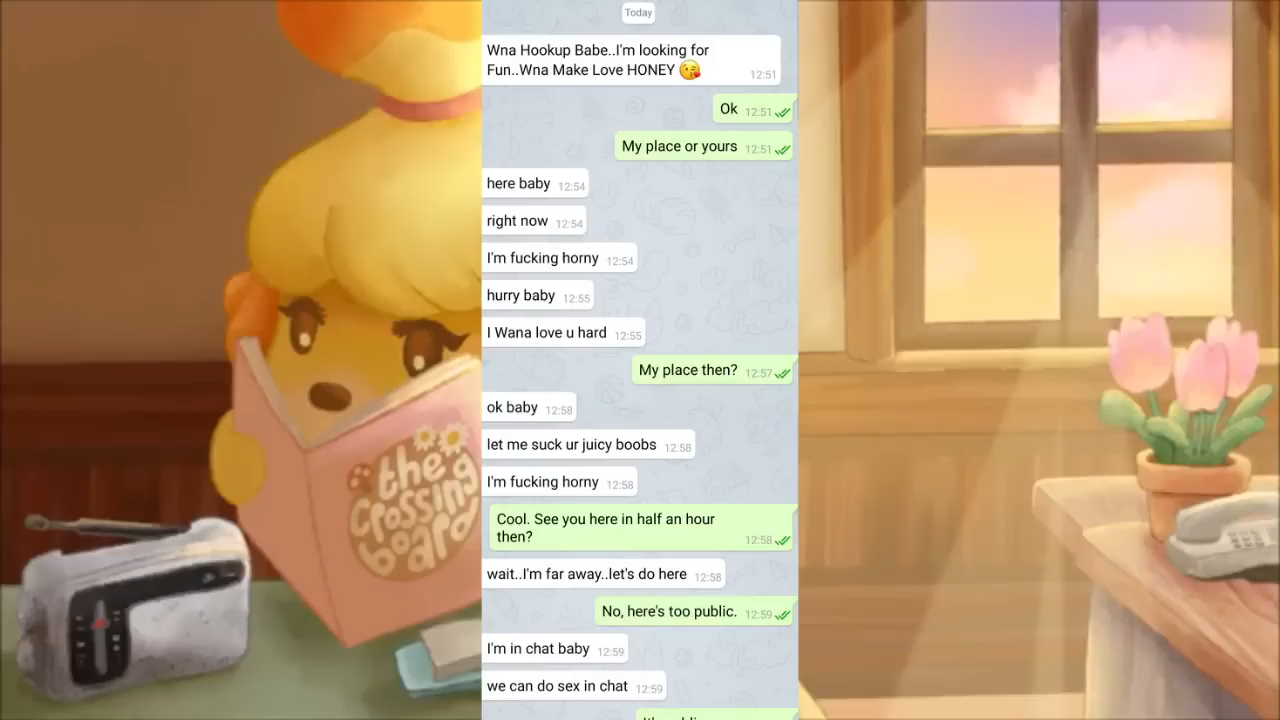 Today
Wna Hookup Babe..I'm looking for
Fun..Wna Make Love HONEY 😘
12:51
Ok 12:51
My place or yours 12:51
here baby 12:54
right now 12:54
I'm fucking horny 12:54
hurry baby 12:55
I Wana love u hard 12:55
My place then? 12:57
ok baby 12:58
let me suck ur juicy boobs 12:58
I'm fucking horny 12:58
Cool. See you here in half an hour
then? 12:58
wait..I'm far away..let's do here 12:58
No, here's too public. 12:59
I'm in chat baby 12:59
we can do sex in chat 12:59
the
crossing
board